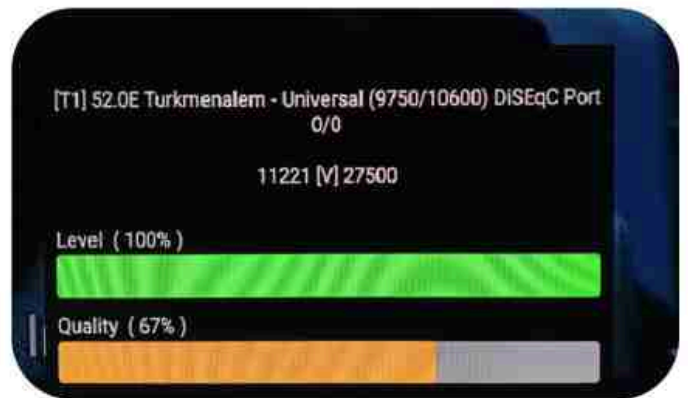 [T1] 52.0E Turkmenalem - Universal (9750/10600) DiSEqC Port
0/0
11221 [V] 27500
Level ( 100% )
Quality ( 67% )